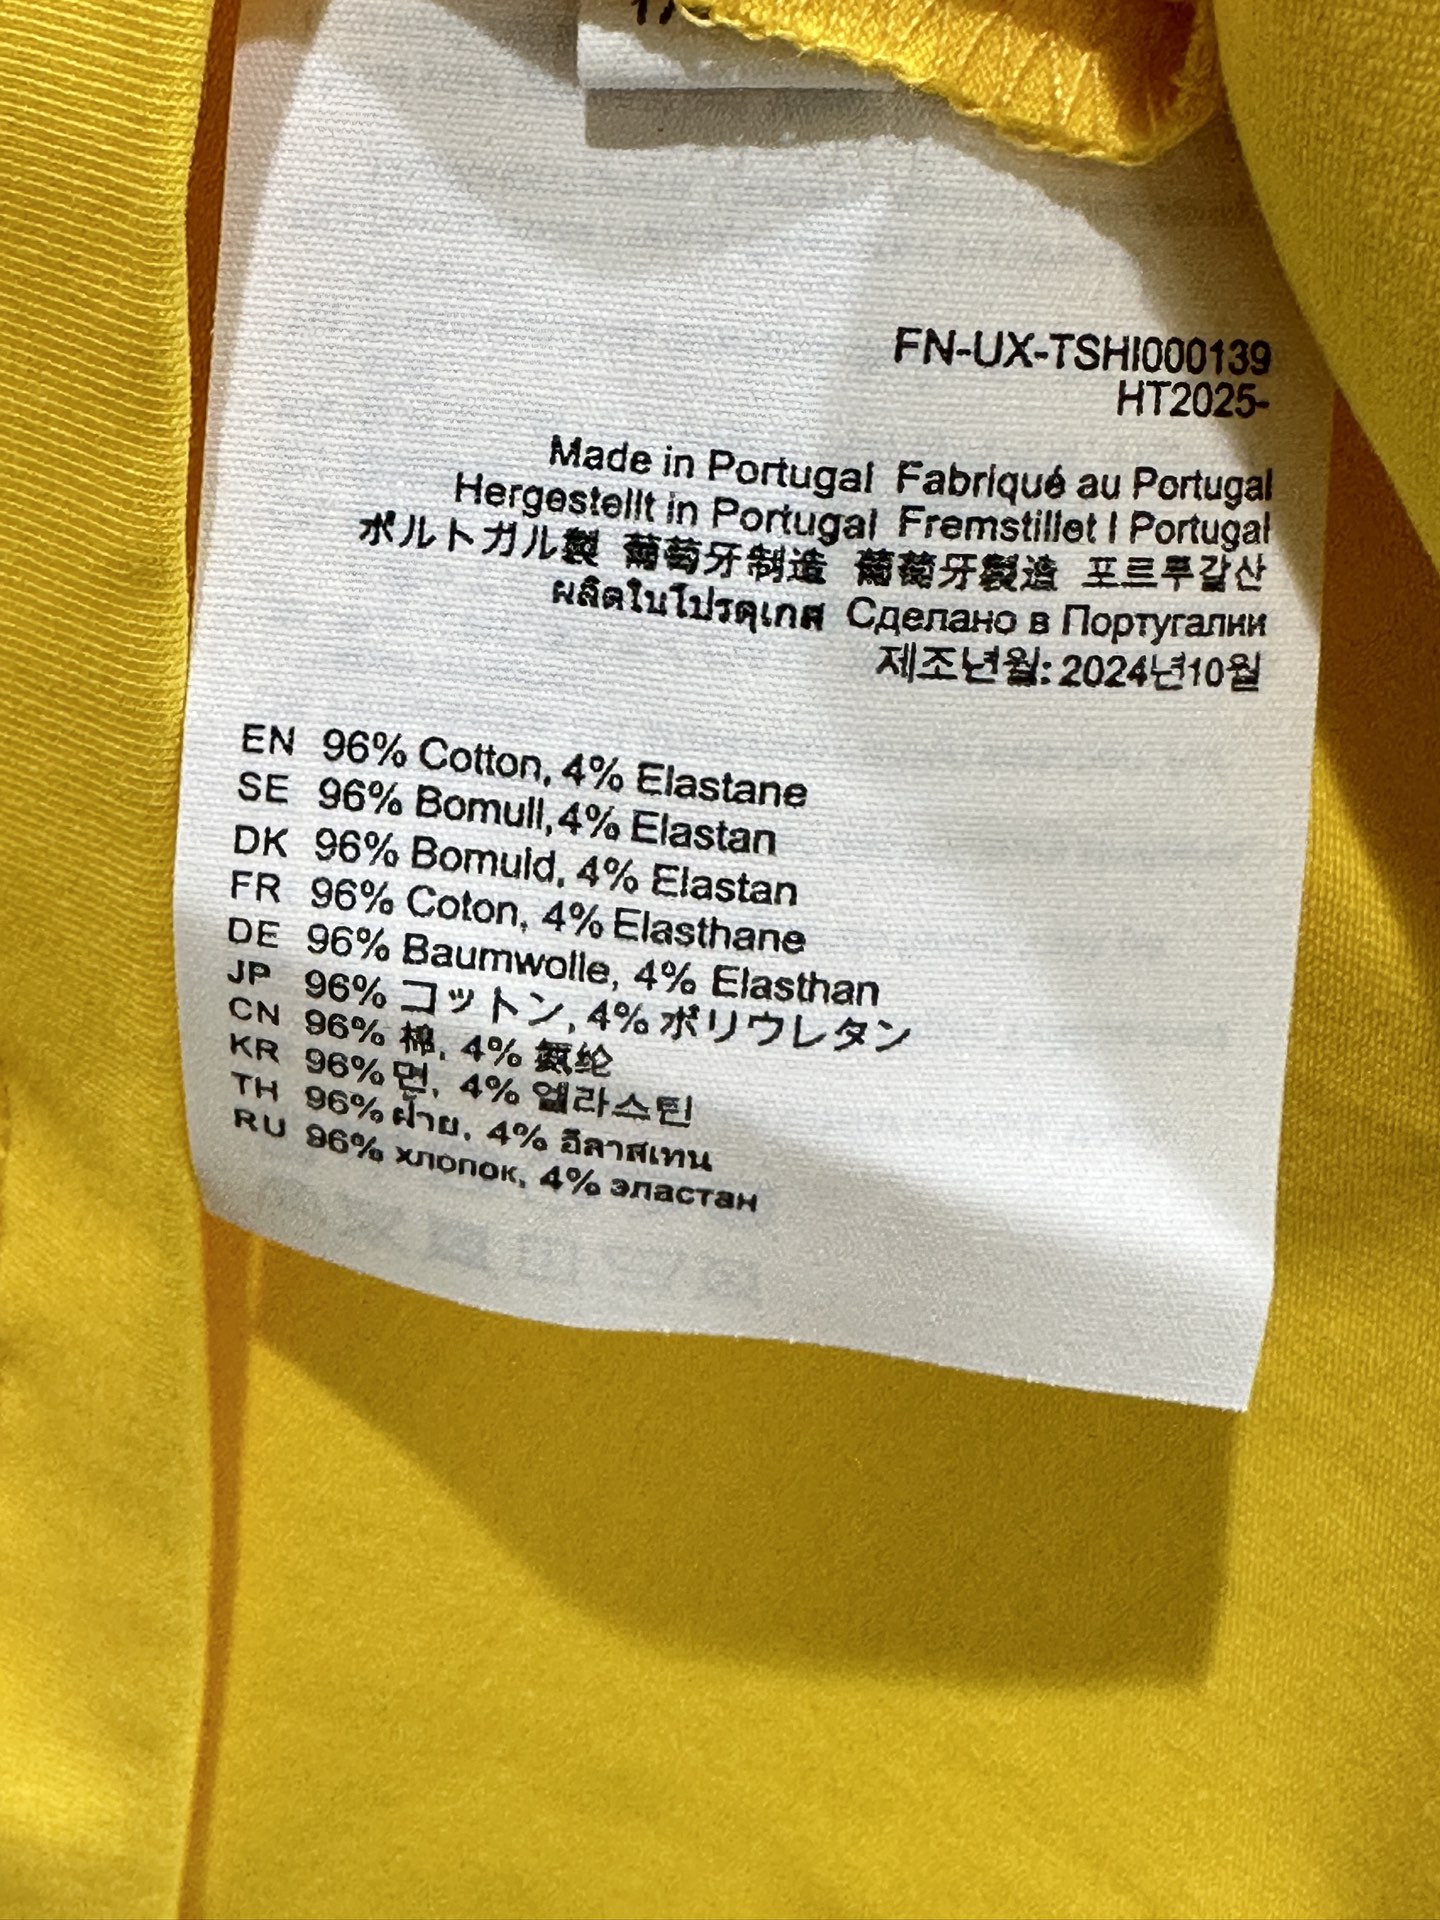 FN-UX-TSHI000139
HT2025-
Made in Portugal Fabriqué au Portugal
Hergestellt in Portugal Fremstillet I Portugal
ポルトガル製 葡萄牙制造 葡萄牙製造 포르투갈산
ผลิตในโปรตุเกส Сделано в Португалии
제조년월: 2024년10월
EN 96% Cotton, 4% Elastane
SE 96% Bomull,4% Elastan
DK 96% Bomuld, 4% Elastan
FR 96% Coton, 4% Elasthane
DE 96% Baumwolle, 4% Elasthan
JP 96% コットン, 4% ポリウレタン
CN 96% 棉, 4% 氨纶
KR 96% 면, 4% 엘라스틴
TH 96% ฝ้าย, 4% อีลาสเทน
RU 96% хлопок, 4% эластан